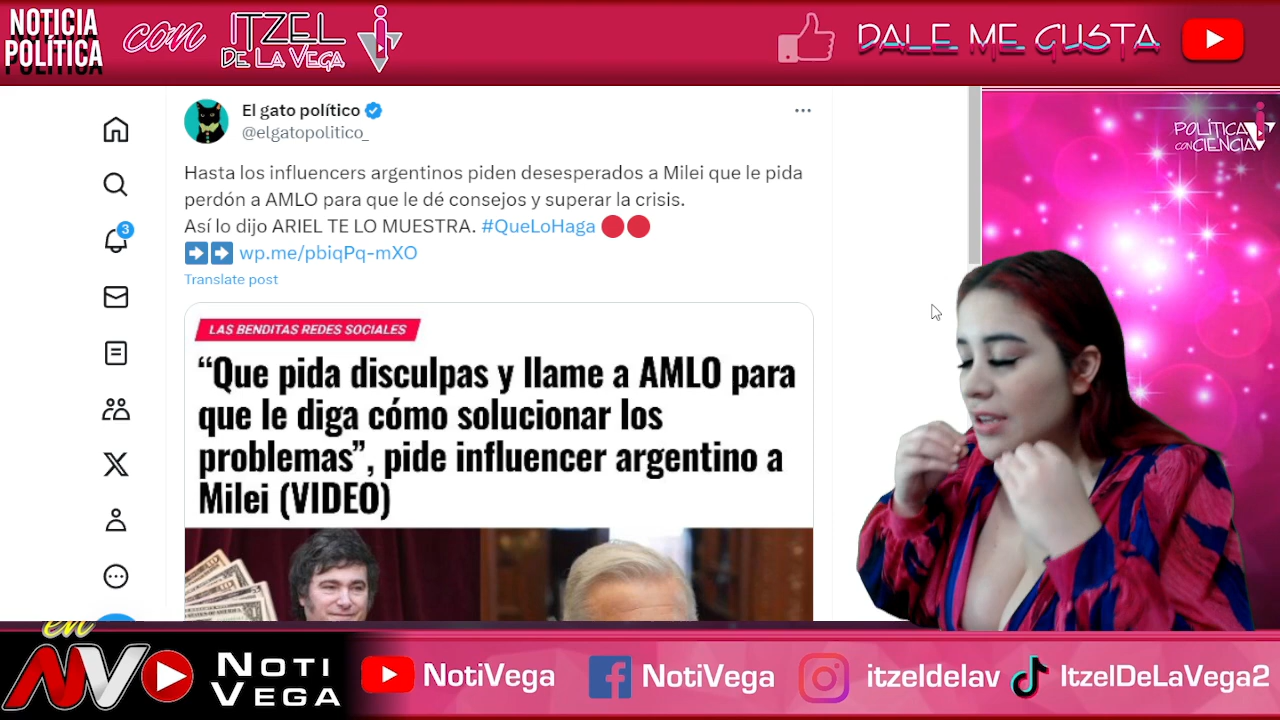 NOTICIA
POLÍTICA
con
ITZEL
DE LA VEGA
DALE ME GUSTA
El gato político
@elgatopolitico_
Hasta los influencers argentinos piden desesperados a Milei que le pida
perdón a AMLO para que le dé consejos y superar la crisis.
Así lo dijo ARIEL TE LO MUESTRA. #QueLoHaga
wp.me/pbiqPq-mXO
Translate post
3
LAS BENDITAS REDES SOCIALES
“Que pida disculpas y llame a AMLO para
que le diga cómo solucionar los
problemas”, pide influencer argentino a
Milei (VIDEO)
POLÍTICA
CON CIENCIA
en
NV
NOTI
VEGA
NotiVega
NotiVega
itzeldelav
ItzelDeLaVega2